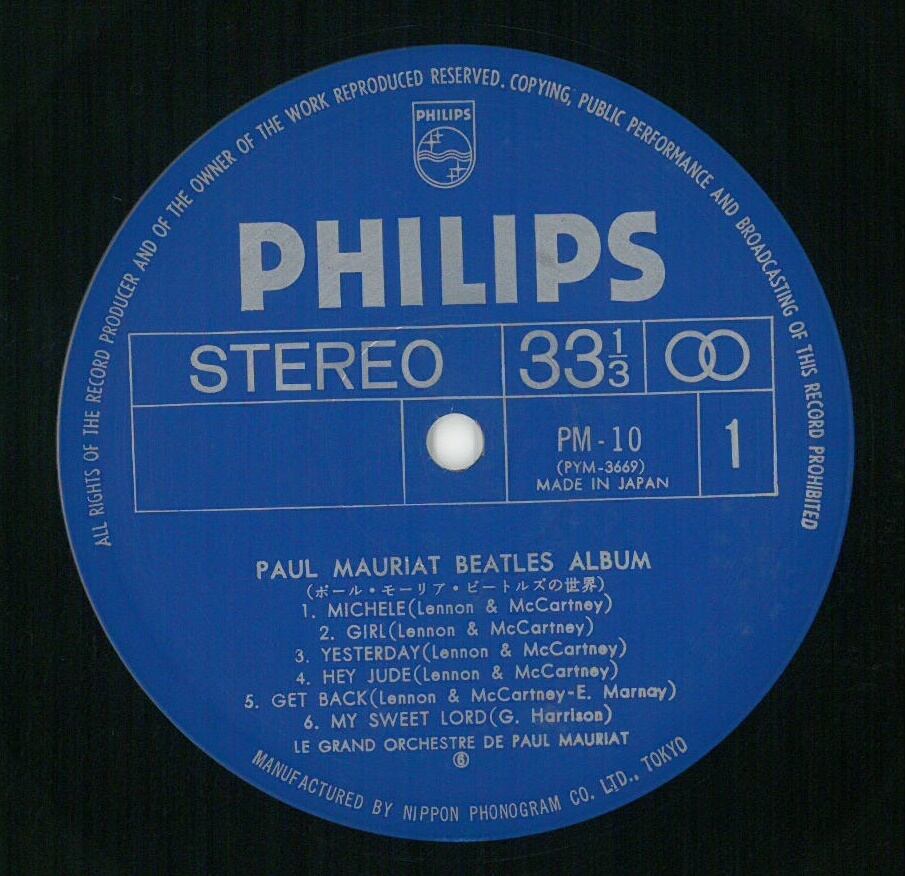 ALL RIGHTS OF THE RECORD PRODUCER AND OF THE OWNER OF THE WORK REPRODUCED RESERVED. COPYING, PUBLIC PERFORMANCE AND BROADCASTING OF THIS RECORD PROHIBITED
PHILIPS
PHILIPS
STEREO
33 1/3
PM-10
(PYM-3669)
MADE IN JAPAN
1
PAUL MAURIAT BEATLES ALBUM
(ポール・モーリア・ビートルズの世界)
1. MICHELE(Lennon & McCartney)
2. GIRL(Lennon & McCartney)
3. YESTERDAY(Lennon & McCartney)
4. HEY JUDE(Lennon & McCartney)
5. GET BACK(Lennon & McCartney-E. Marnay)
6. MY SWEET LORD(G. Harrison)
LE GRAND ORCHESTRE DE PAUL MAURIAT
⑥
MANUFACTURED BY NIPPON PHONOGRAM CO. LTD., TOKYO